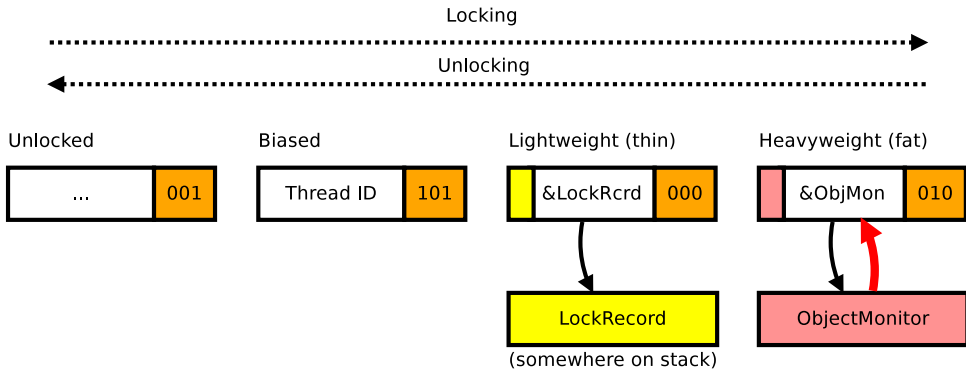 Locking
Unlocking
Unlocked
Biased
Lightweight (thin)
Heavyweight (fat)
... 001
Thread ID 101
&LockRcrd 000
&ObjMon 010
LockRecord
ObjectMonitor
(somewhere on stack)